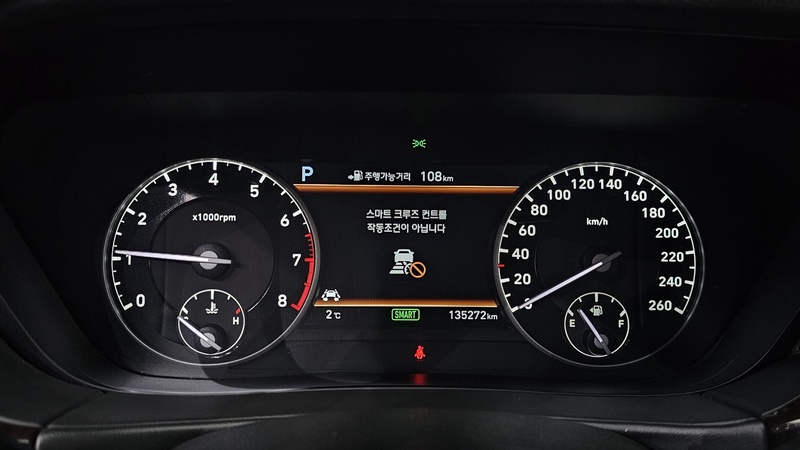 P 주행가능거리 108km
스마트 크루즈 컨트롤
작동조건이 아닙니다
2℃ SMART 135272km
x1000rpm
0 1 2 3 4 5 6 7 8
H
km/h
0 20 40 60 80 100 120 140 160 180 200 220 240 260
E F